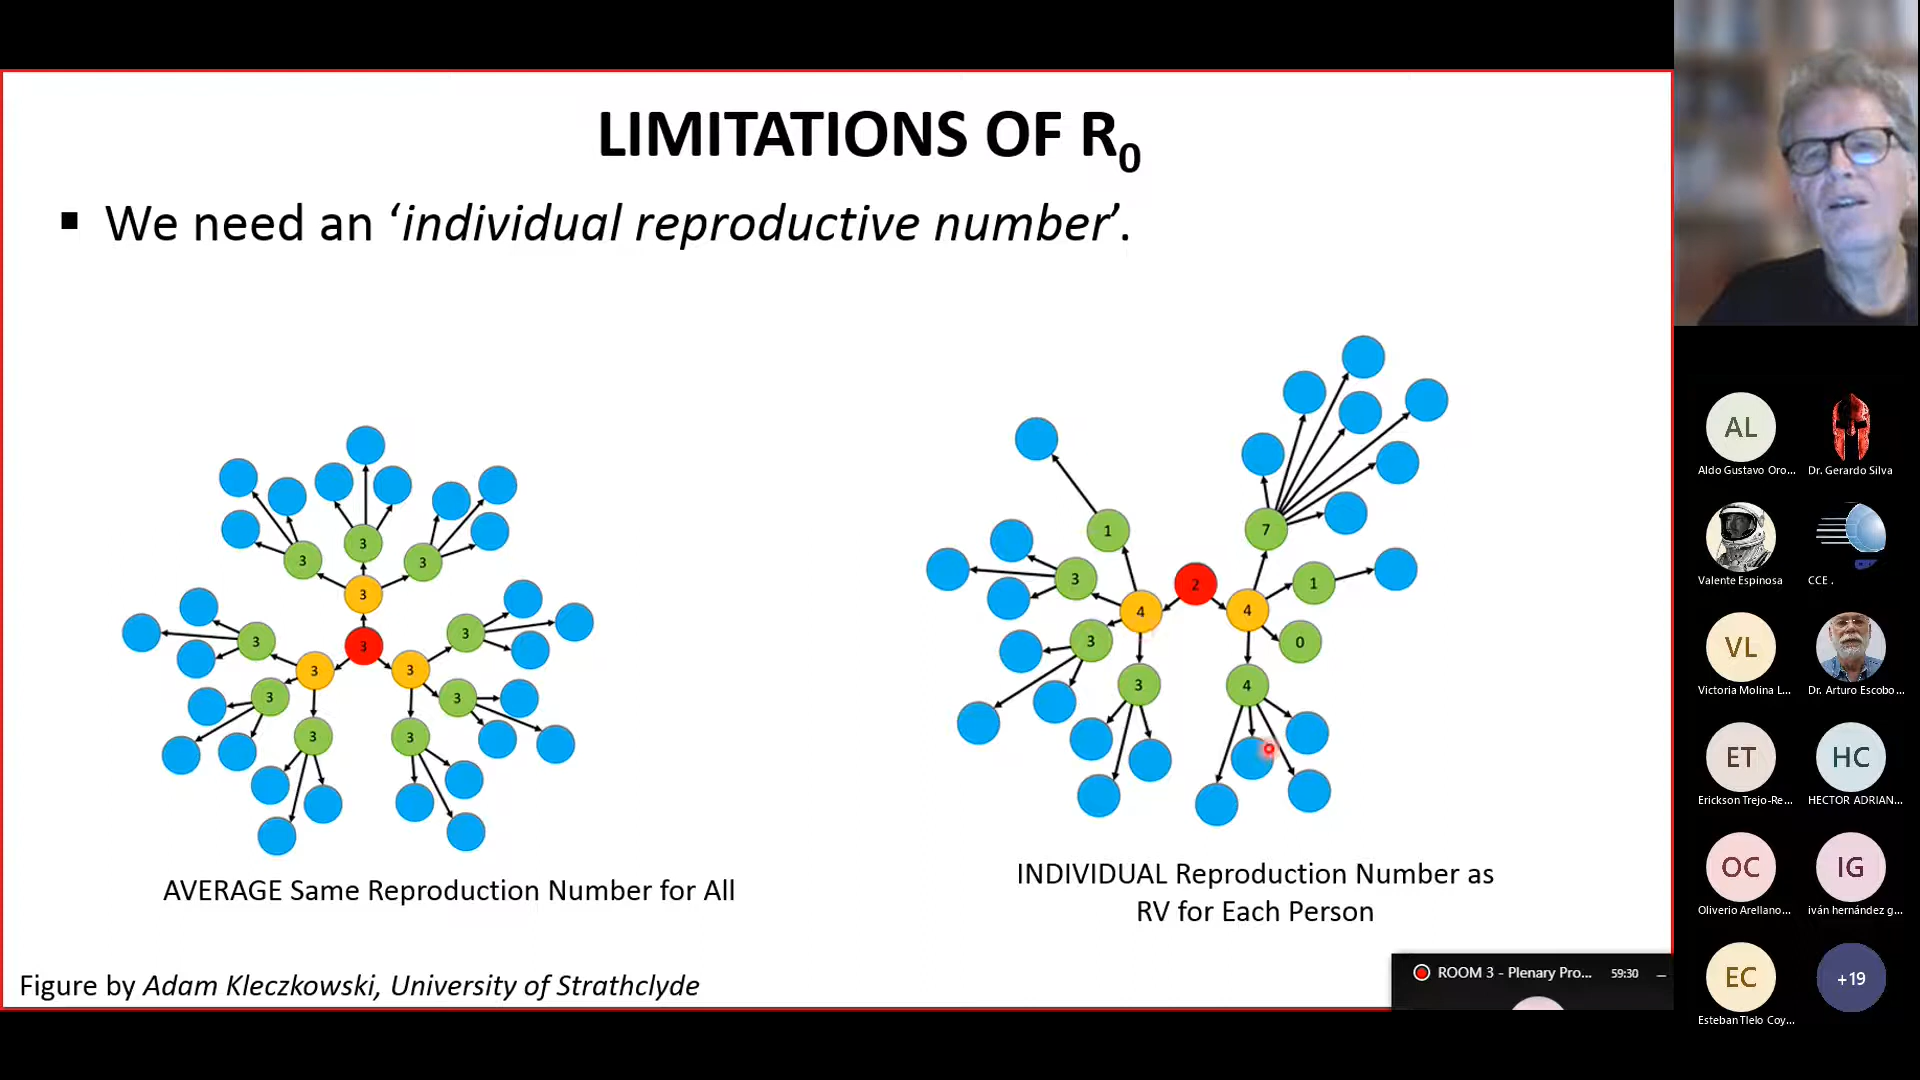 LIMITATIONS OF R0
▪ We need an ‘individual reproductive number’.
3
3
3
3
3
3
3
3
3
3
3
3
3
AVERAGE Same Reproduction Number for All
1
7
3
2
1
4
4
3
0
3
4
INDIVIDUAL Reproduction Number as
RV for Each Person
Figure by Adam Kleczkowski, University of Strathclyde
ROOM 3 - Plenary Pro... 59:30
AL
Aldo Gustavo Oro...
Dr. Gerardo Silva
Valente Espinosa
CCE .
VL
Victoria Molina L...
Dr. Arturo Escobo...
ET
Erickson Trejo-Re...
HC
HECTOR ADRIAN...
OC
Oliverio Arellano...
IG
iván hernández g...
EC
Esteban Tlelo Coy...
+19